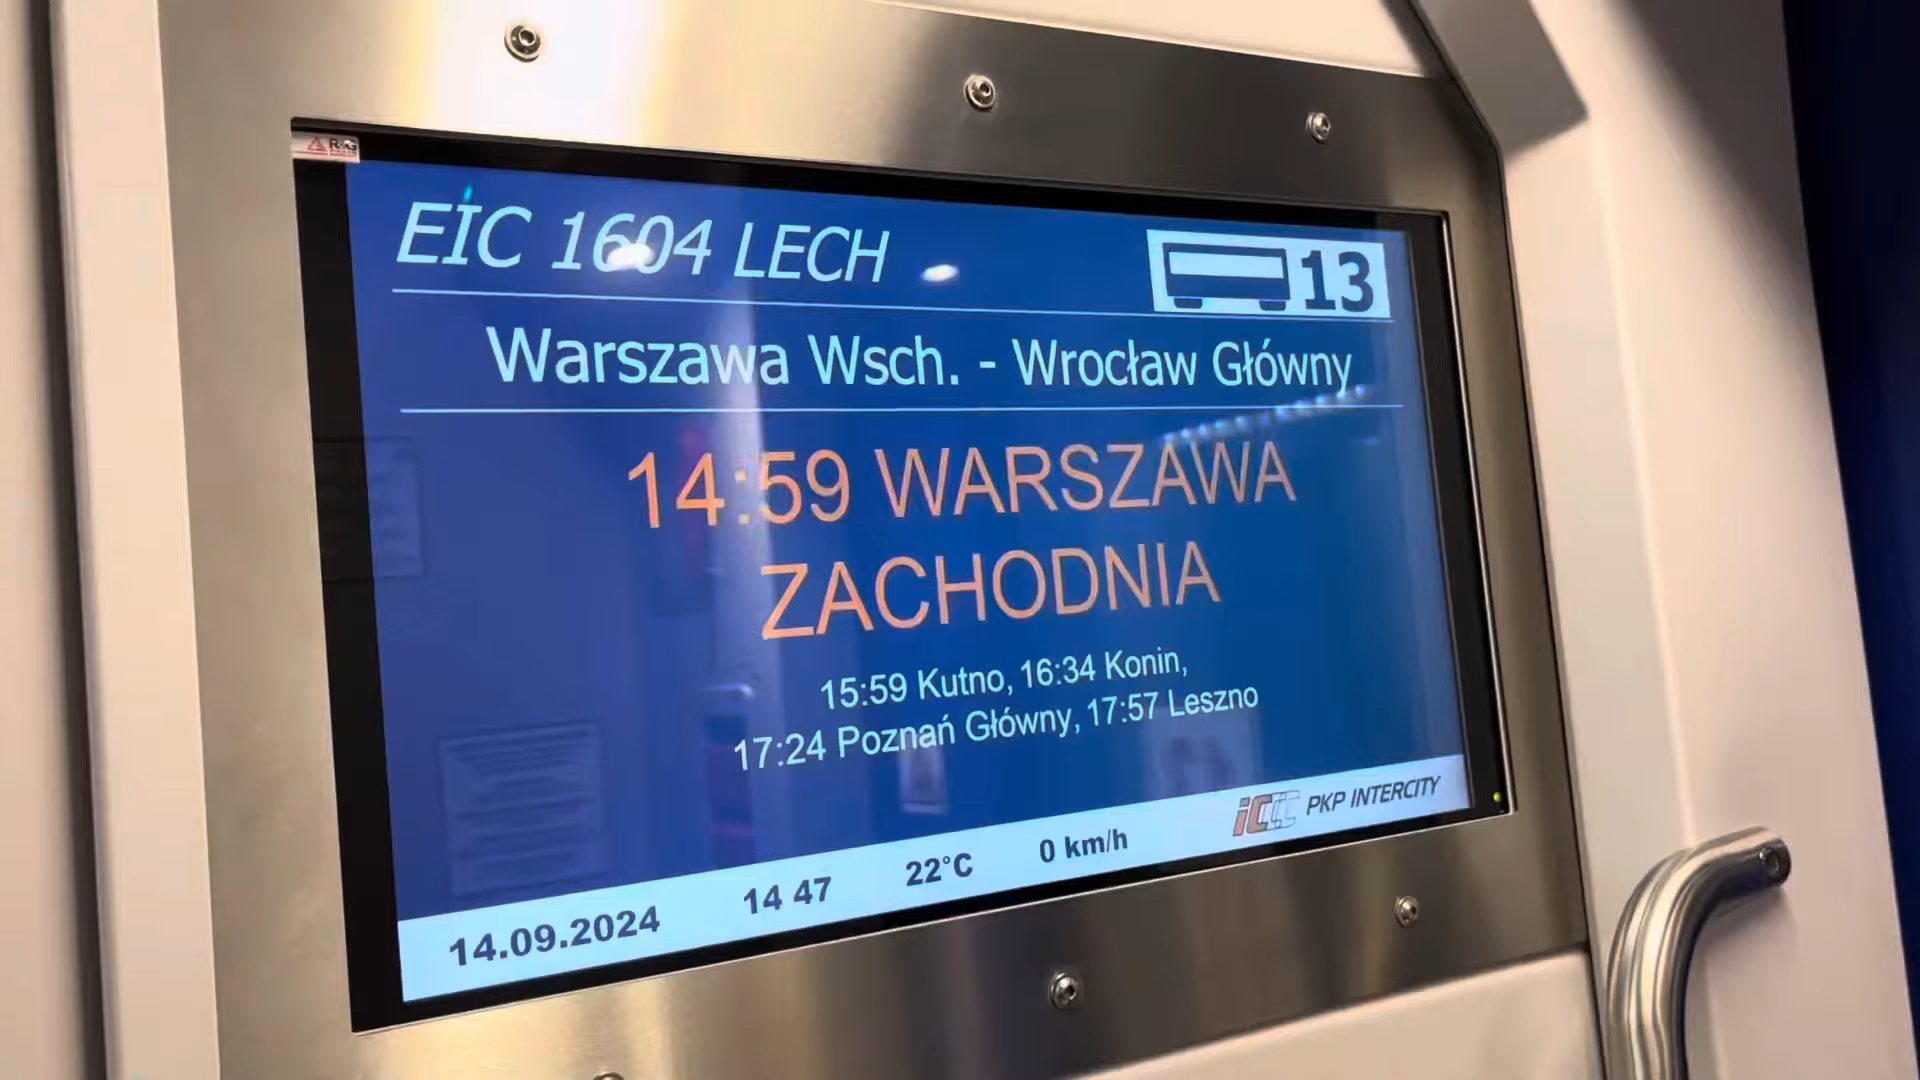 R&G
EIC 1604 LECH
13
Warszawa Wsch. - Wrocław Główny
14:59 WARSZAWA
ZACHODNIA
15:59 Kutno, 16:34 Konin,
17:24 Poznań Główny, 17:57 Leszno
14.09.2024 14 47 22°C 0 km/h iC PKP INTERCITY